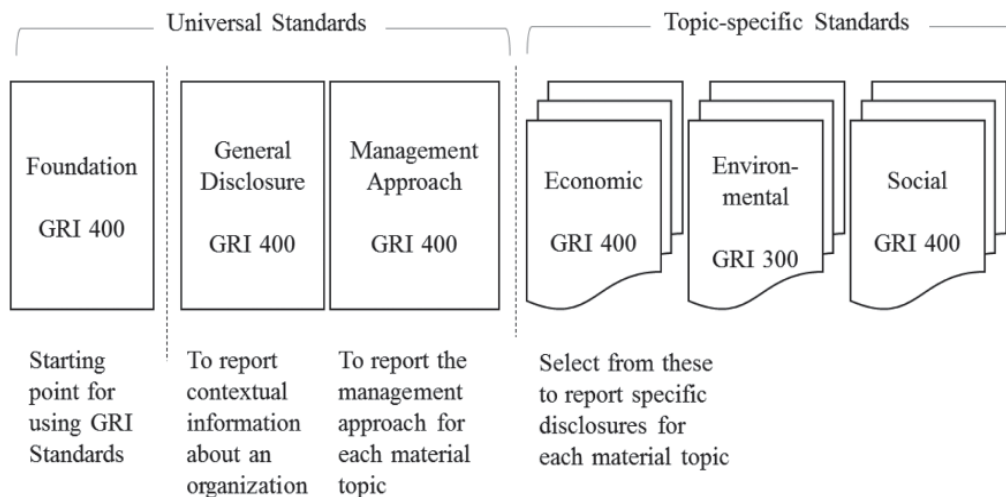 Universal Standards
Topic-specific Standards
Foundation
GRI 400
General
Disclosure
GRI 400
Management
Approach
GRI 400
Economic
GRI 400
Environ-
mental
GRI 300
Social
GRI 400
Starting
point for
using GRI
Standards
To report
contextual
information
about an
organization
To report the
management
approach for
each material
topic
Select from these
to report specific
disclosures for
each material topic